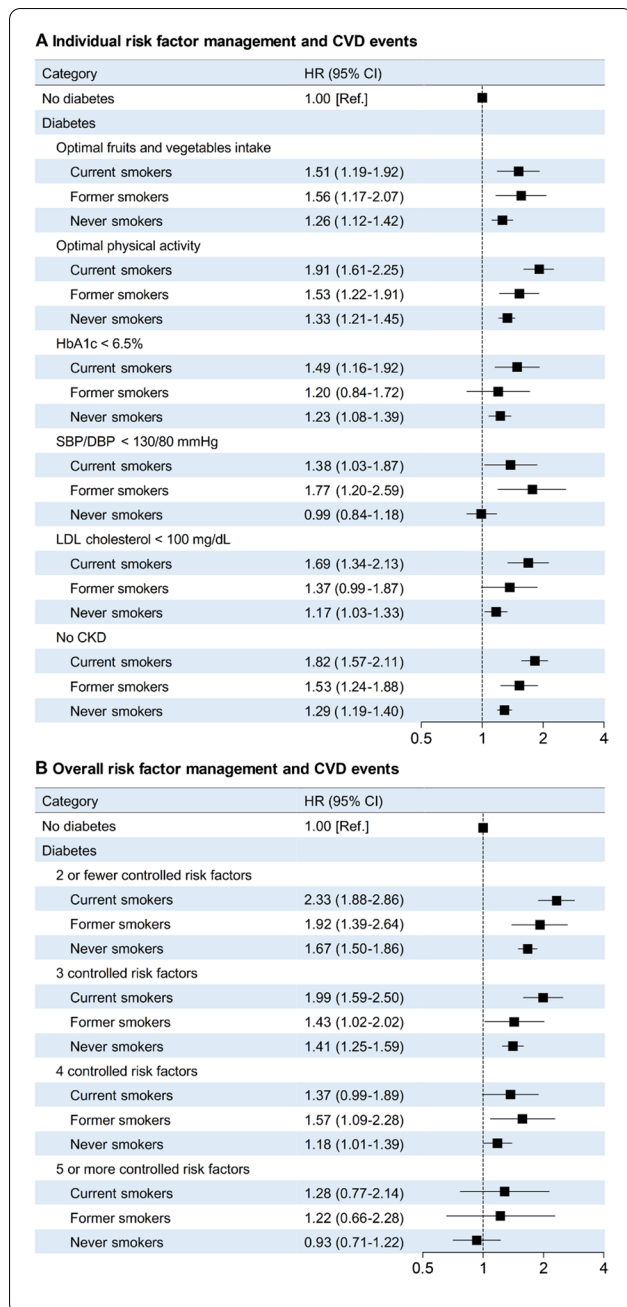 A Individual risk factor management and CVD events
Category HR (95% CI)
No diabetes 1.00 [Ref.]
Diabetes
Optimal fruits and vegetables intake
Current smokers 1.51 (1.19-1.92)
Former smokers 1.56 (1.17-2.07)
Never smokers 1.26 (1.12-1.42)
Optimal physical activity
Current smokers 1.91 (1.61-2.25)
Former smokers 1.53 (1.22-1.91)
Never smokers 1.33 (1.21-1.45)
HbA1c < 6.5%
Current smokers 1.49 (1.16-1.92)
Former smokers 1.20 (0.84-1.72)
Never smokers 1.23 (1.08-1.39)
SBP/DBP < 130/80 mmHg
Current smokers 1.38 (1.03-1.87)
Former smokers 1.77 (1.20-2.59)
Never smokers 0.99 (0.84-1.18)
LDL cholesterol < 100 mg/dL
Current smokers 1.69 (1.34-2.13)
Former smokers 1.37 (0.99-1.87)
Never smokers 1.17 (1.03-1.33)
No CKD
Current smokers 1.82 (1.57-2.11)
Former smokers 1.53 (1.24-1.88)
Never smokers 1.29 (1.19-1.40)
0.5 1 2 4
B Overall risk factor management and CVD events
Category HR (95% CI)
No diabetes 1.00 [Ref.]
Diabetes
2 or fewer controlled risk factors
Current smokers 2.33 (1.88-2.86)
Former smokers 1.92 (1.39-2.64)
Never smokers 1.67 (1.50-1.86)
3 controlled risk factors
Current smokers 1.99 (1.59-2.50)
Former smokers 1.43 (1.02-2.02)
Never smokers 1.41 (1.25-1.59)
4 controlled risk factors
Current smokers 1.37 (0.99-1.89)
Former smokers 1.57 (1.09-2.28)
Never smokers 1.18 (1.01-1.39)
5 or more controlled risk factors
Current smokers 1.28 (0.77-2.14)
Former smokers 1.22 (0.66-2.28)
Never smokers 0.93 (0.71-1.22)
0.5 1 2 4